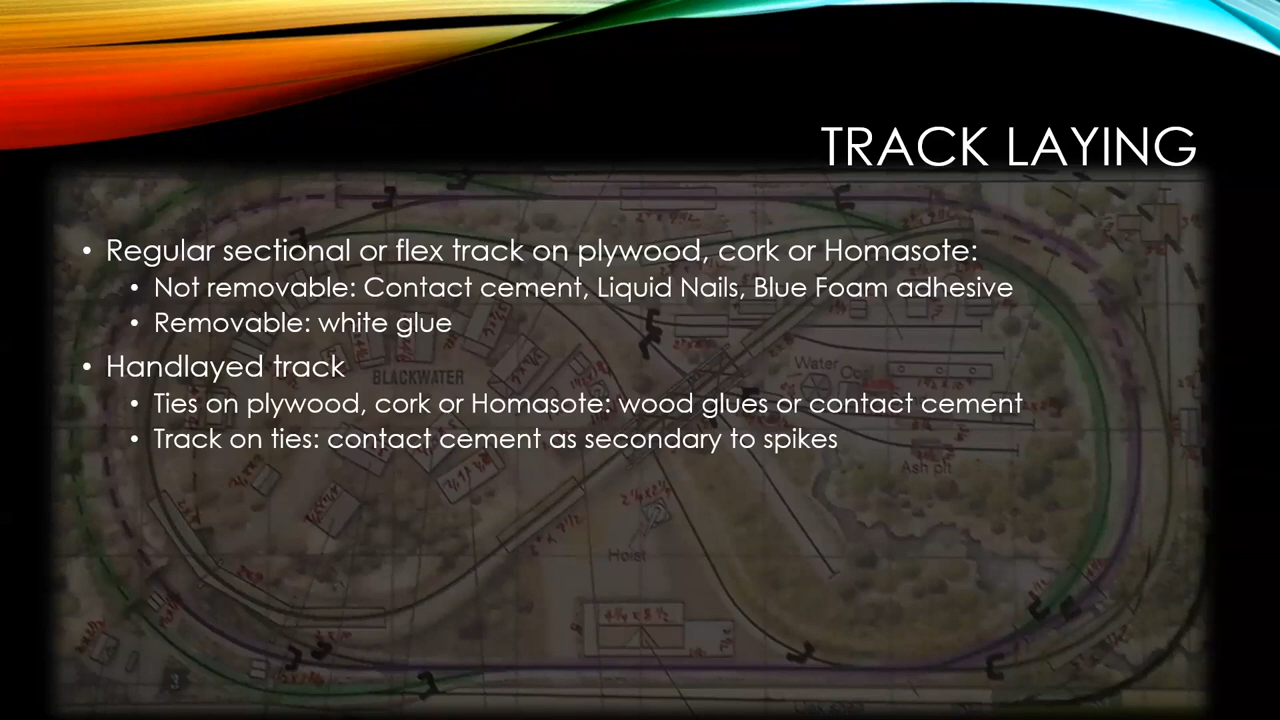 TRACK LAYING
• Regular sectional or flex track on plywood, cork or Homasote:
• Not removable: Contact cement, Liquid Nails, Blue Foam adhesive
• Removable: white glue
• Handlayed track
BLACKWATER
Water
• Ties on plywood, cork or Homasote: wood glues or contact cement
• Track on ties: contact cement as secondary to spikes
Ash pit
Hoist